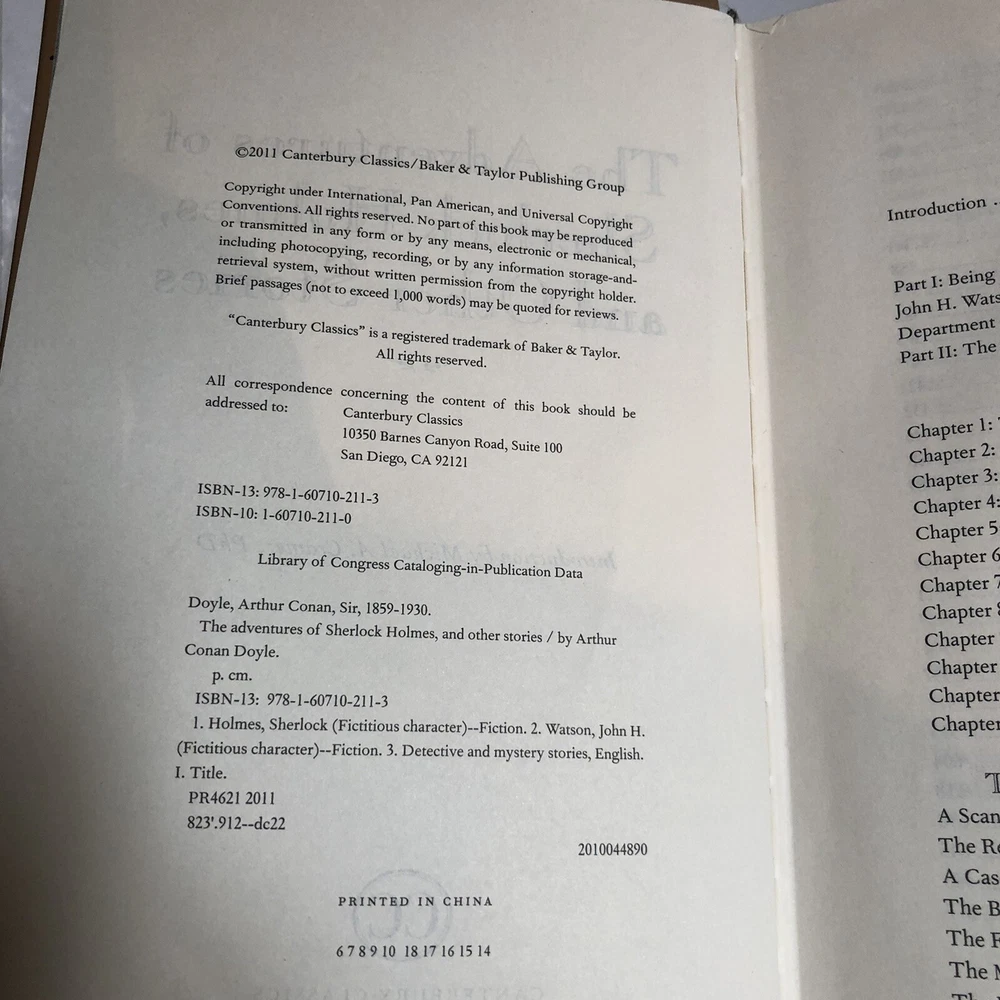 ©2011 Canterbury Classics/Baker & Taylor Publishing Group
Copyright under International, Pan American, and Universal Copyright
Conventions. All rights reserved. No part of this book may be reproduced
or transmitted in any form or by any means, electronic or mechanical,
including photocopying, recording, or by any information storage-and-
retrieval system, without written permission from the copyright holder.
Brief passages (not to exceed 1,000 words) may be quoted for reviews.
“Canterbury Classics” is a registered trademark of Baker & Taylor.
All rights reserved.
All correspondence concerning the content of this book should be
addressed to: Canterbury Classics
10350 Barnes Canyon Road, Suite 100
San Diego, CA 92121
ISBN-13: 978-1-60710-211-3
ISBN-10: 1-60710-211-0
Library of Congress Cataloging-in-Publication Data
Doyle, Arthur Conan, Sir, 1859-1930.
The adventures of Sherlock Holmes, and other stories / by Arthur
Conan Doyle.
p. cm.
ISBN-13: 978-1-60710-211-3
1. Holmes, Sherlock (Fictitious character)--Fiction. 2. Watson, John H.
(Fictitious character)--Fiction. 3. Detective and mystery stories, English.
I. Title.
PR4621 2011
823'.912--dc22
2010044890
PRINTED IN CHINA
6 7 8 9 10 18 17 16 15 14
Introduction
Part I: Being
John H.
Department
Part II: The
Chapter 1:
Chapter 2:
Chapter 3:
Chapter 4:
Chapter 5
Chapter 6
Chapter 7
Chapter
Chapter
Chapter
Chapter
Chapter
A
The
A
The
The
The